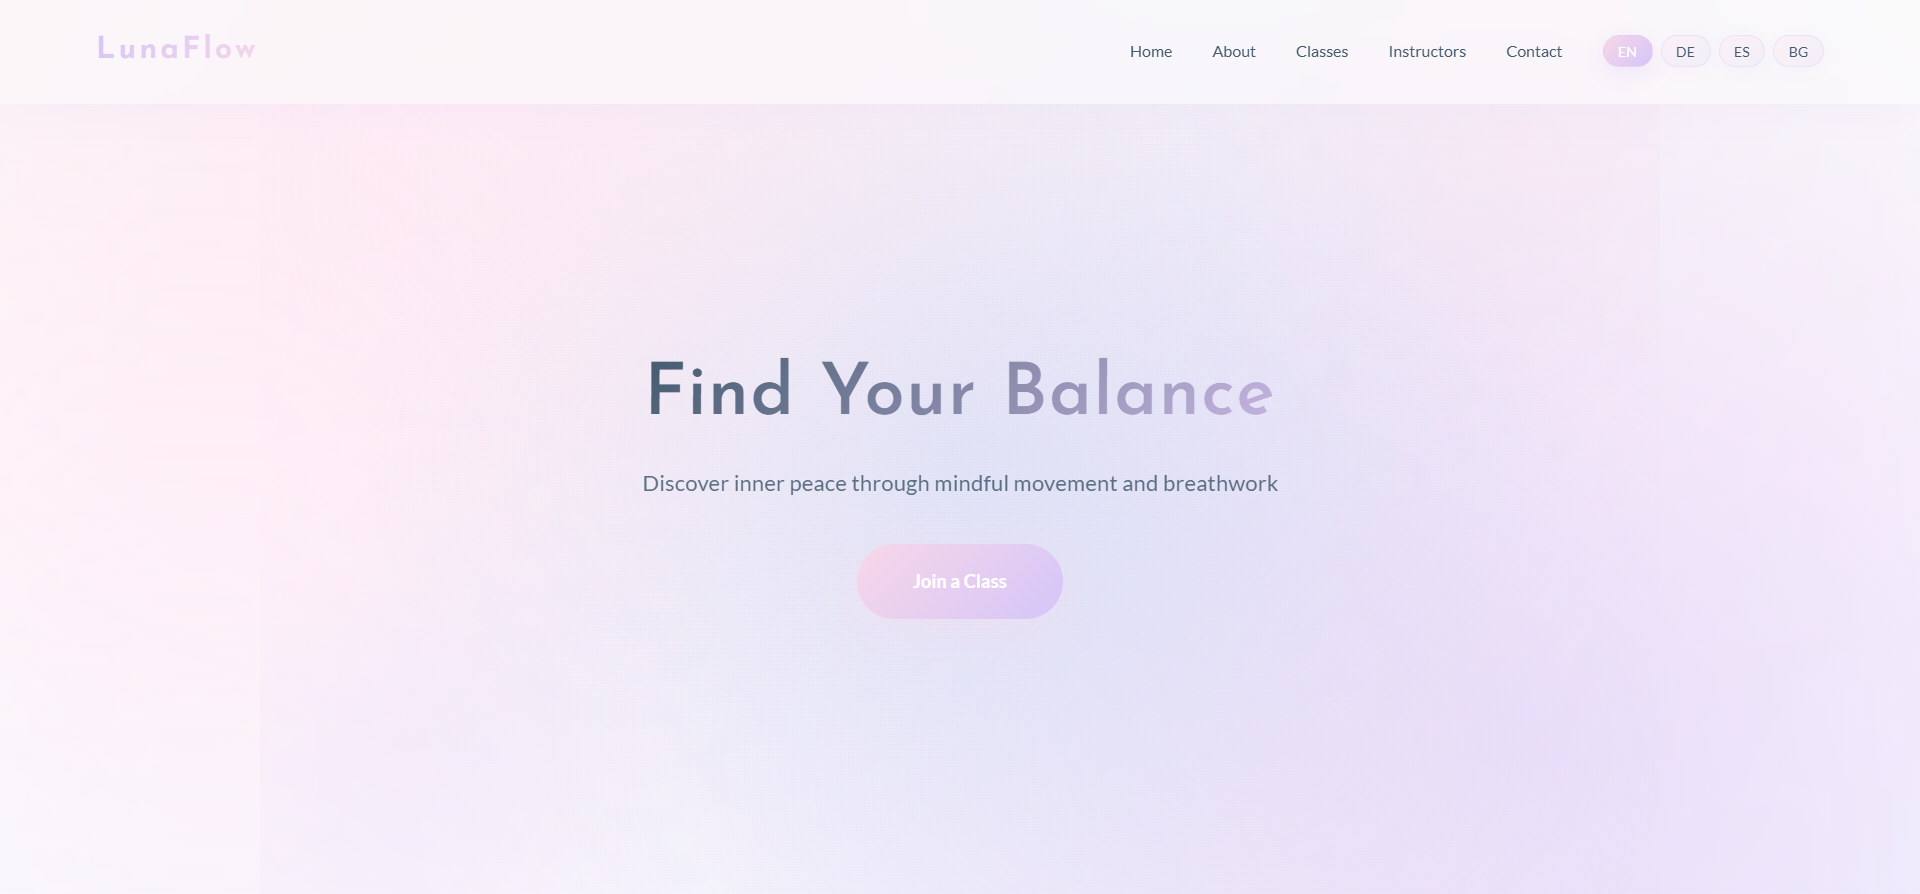 LunaFlow
Home About Classes Instructors Contact EN DE ES BG
Find Your Balance
Discover inner peace through mindful movement and breathwork
Join a Class